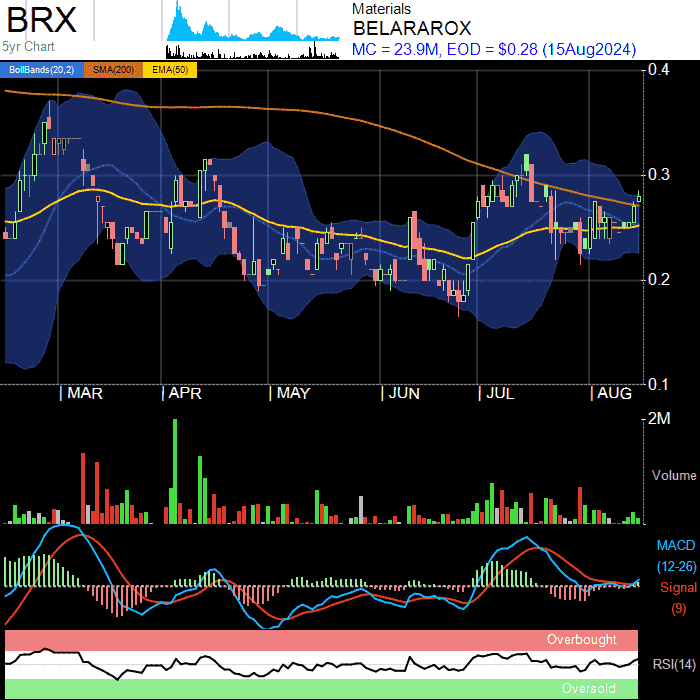 BRX
5yr Chart
Materials
BELARAROX
MC = 23.9M, EOD = $0.28 (15Aug2024)
BollBands(20,2) SMA(200) EMA(50)
0.4
0.3
0.2
0.1
MAR APR MAY JUN JUL AUG
2M
Volume
MACD
(12-26)
Signal
(9)
Overbought
RSI(14)
Oversold